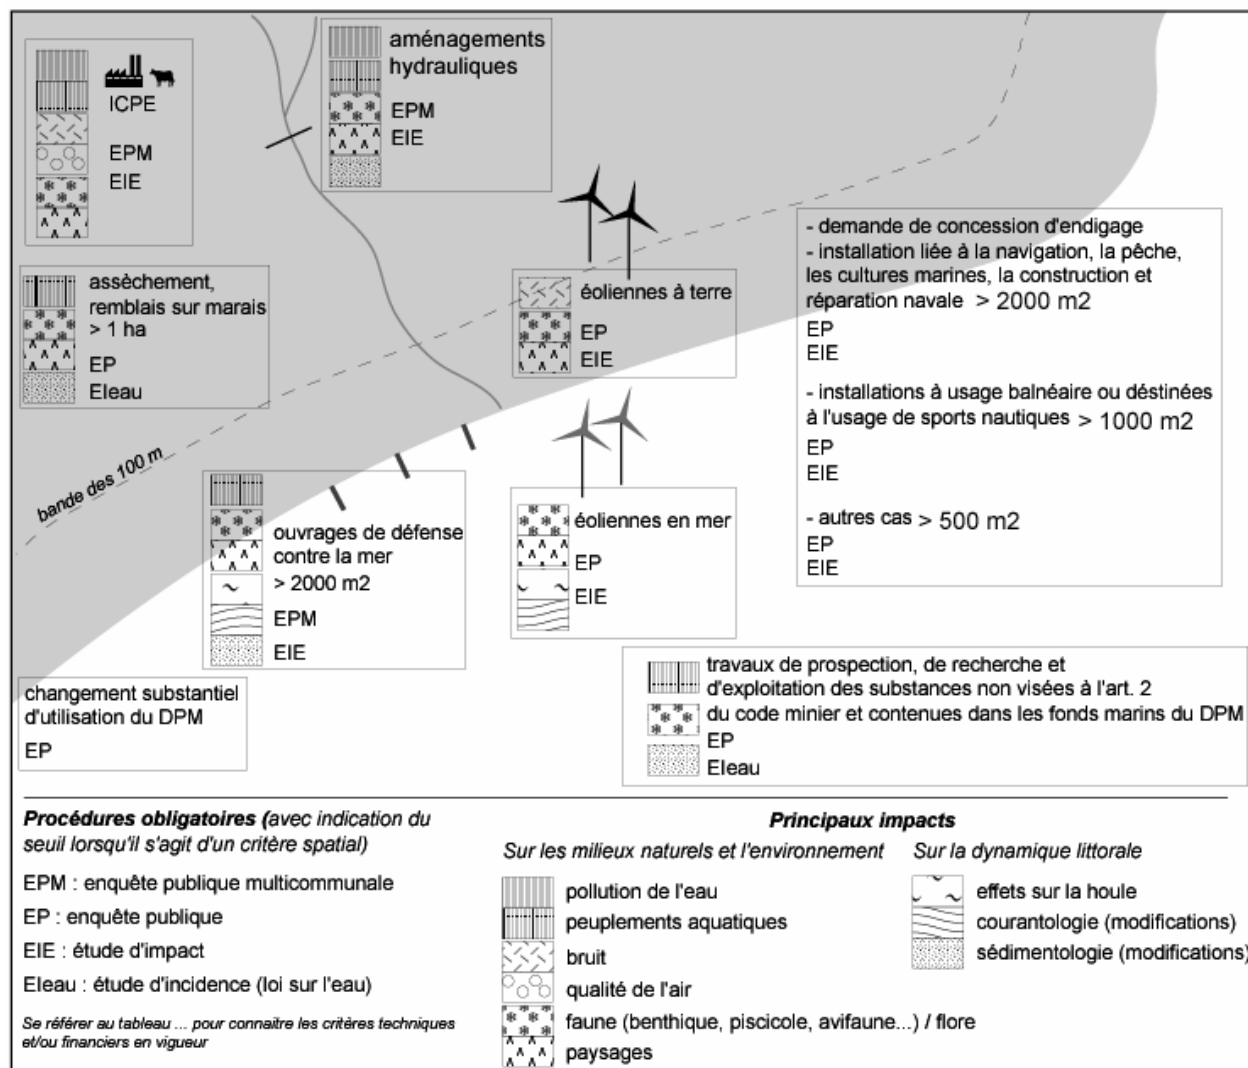 ICPE
EPM
EIE
aménagements
hydrauliques
EPM
EIE
assèchement,
remblais sur marais
> 1 ha
EP
EIeau
éoliennes à terre
EP
EIE
- demande de concession d'endigage
- installation liée à la navigation, la pêche,
les cultures marines, la construction et
réparation navale > 2000 m2
EP
EIE
- installations à usage balnéaire ou déstinées
à l'usage de sports nautiques > 1000 m2
EP
EIE
- autres cas > 500 m2
EP
EIE
bande des 100 m
ouvrages de défense
contre la mer
> 2000 m2
EPM
EIE
éoliennes en mer
EP
EIE
changement substantiel
d'utilisation du DPM
EP
travaux de prospection, de recherche et
d'exploitation des substances non visées à l'art. 2
du code minier et contenues dans les fonds marins du DPM
EP
EIeau
Procédures obligatoires (avec indication du
seuil lorsqu'il s'agit d'un critère spatial)
EPM : enquête publique multicommunale
EP : enquête publique
EIE : étude d'impact
EIeau : étude d'incidence (loi sur l'eau)
Se référer au tableau ... pour connaitre les critères techniques
et/ou financiers en vigueur
Principaux impacts
Sur les milieux naturels et l'environnement
pollution de l'eau
peuplements aquatiques
bruit
qualité de l'air
faune (benthique, piscicole, avifaune...) / flore
paysages
Sur la dynamique littorale
effets sur la houle
courantologie (modifications)
sédimentologie (modifications)